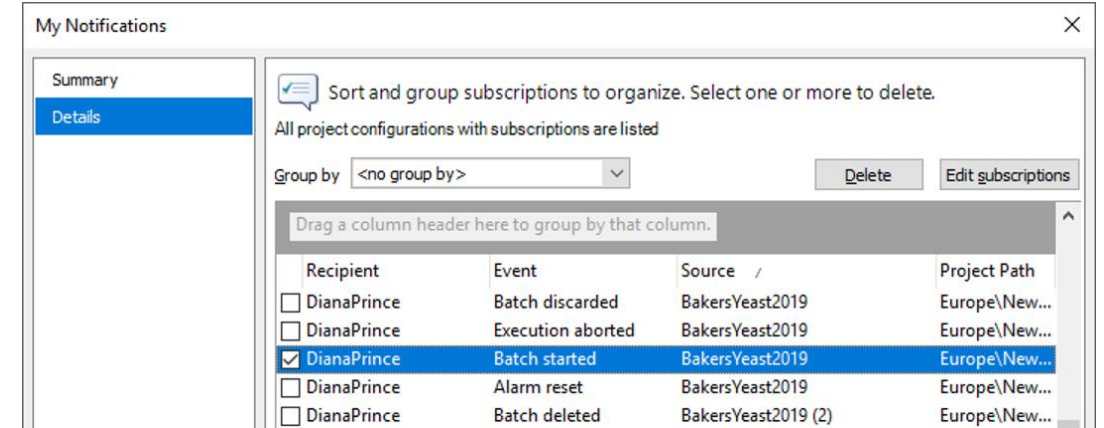 My Notifications
Summary
Details
Sort and group subscriptions to organize. Select one or more to delete.
All project configurations with subscriptions are listed
Group by <no group by> Delete Edit subscriptions
Drag a column header here to group by that column.
Recipient Event Source / Project Path
DianaPrince Batch discarded BakersYeast2019 Europe\New...
DianaPrince Execution aborted BakersYeast2019 Europe\New...
DianaPrince Batch started BakersYeast2019 Europe\New...
DianaPrince Alarm reset BakersYeast2019 Europe\New...
DianaPrince Batch deleted BakersYeast2019 (2) Europe\New...